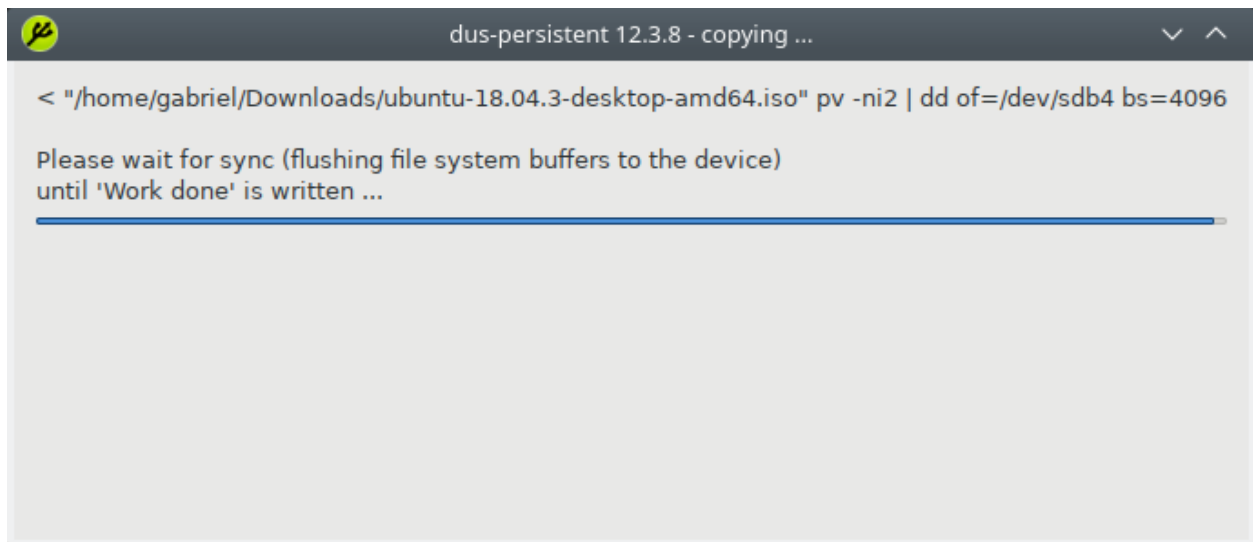 dus-persistent 12.3.8 - copying ...
< "/home/gabriel/Downloads/ubuntu-18.04.3-desktop-amd64.iso" pv -ni2 | dd of=/dev/sdb4 bs=4096
Please wait for sync (flushing file system buffers to the device)
until 'Work done' is written ...